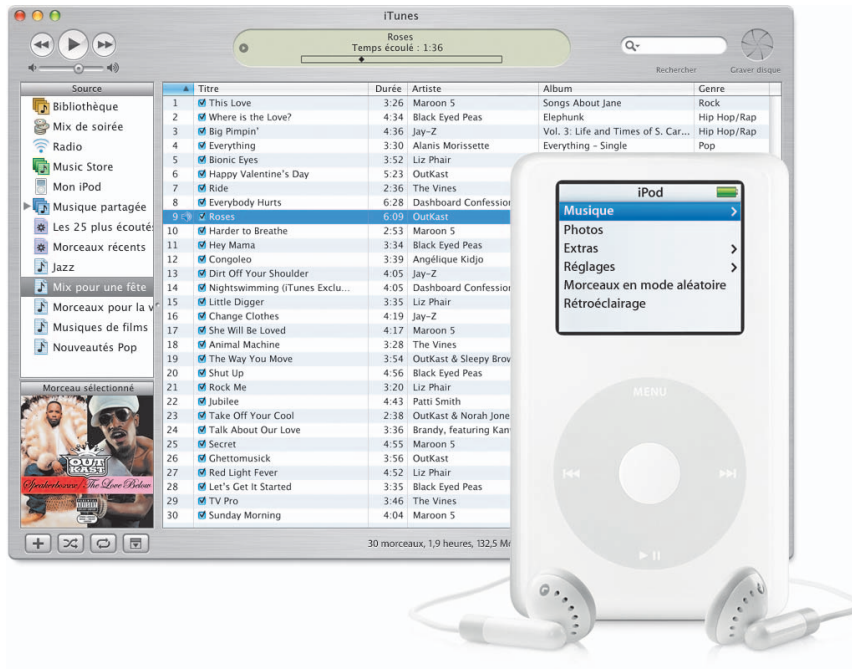 iTunes
Roses
Temps écoulé : 1:36
Rechercher
Graver disque
Source
Bibliothèque
Mix de soirée
Radio
Music Store
Mon iPod
Musique partagée
Les 25 plus écouté
Morceaux récents
Jazz
Mix pour une fête
Morceaux pour la v
Musiques de films
Nouveautés Pop
Morceau sélectionné
OUTKAST
Speakerboxxx/The Love Below
Titre Durée Artiste Album Genre
1 This Love 3:26 Maroon 5 Songs About Jane Rock
2 Where is the Love? 4:34 Black Eyed Peas Elephunk Hip Hop/Rap
3 Big Pimpin' 4:36 Jay-Z Vol. 3: Life and Times of S. Car... Hip Hop/Rap
4 Everything 3:30 Alanis Morissette Everything – Single Pop
5 Bionic Eyes 3:52 Liz Phair
6 Happy Valentine's Day 5:23 OutKast
7 Ride 2:36 The Vines
8 Everybody Hurts 6:28 Dashboard Confession
9 Roses 6:09 OutKast
10 Harder to Breathe 2:53 Maroon 5
11 Hey Mama 3:34 Black Eyed Peas
12 Congoleo 3:39 Angélique Kidjo
13 Dirt Off Your Shoulder 4:05 Jay-Z
14 Nightswimming (iTunes Exclu... 4:05 Dashboard Confession
15 Little Digger 3:35 Liz Phair
16 Change Clothes 4:19 Jay-Z
17 She Will Be Loved 4:17 Maroon 5
18 Animal Machine 3:28 The Vines
19 The Way You Move 3:54 OutKast & Sleepy Brow
20 Shut Up 4:56 Black Eyed Peas
21 Rock Me 3:20 Liz Phair
22 Jubilee 4:43 Patti Smith
23 Take Off Your Cool 2:38 OutKast & Norah Jone
24 Talk About Our Love 3:36 Brandy, featuring Kan
25 Secret 4:55 Maroon 5
26 Ghettomusick 3:56 OutKast
27 Red Light Fever 4:52 Liz Phair
28 Let's Get It Started 3:35 Black Eyed Peas
29 TV Pro 3:46 The Vines
30 Sunday Morning 4:04 Maroon 5
30 morceaux, 1,9 heures, 132,5 M
iPod
Musique
Photos
Extras
Réglages
Morceaux en mode aléatoire
Rétroéclairage
MENU